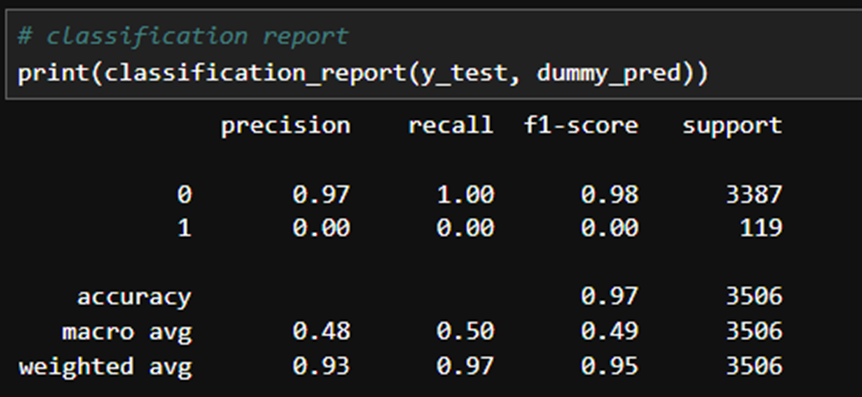 # classification report
print(classification_report(y_test, dummy_pred))
precision recall f1-score support
0 0.97 1.00 0.98 3387
1 0.00 0.00 0.00 119
accuracy 0.97 3506
macro avg 0.48 0.50 0.49 3506
weighted avg 0.93 0.97 0.95 3506